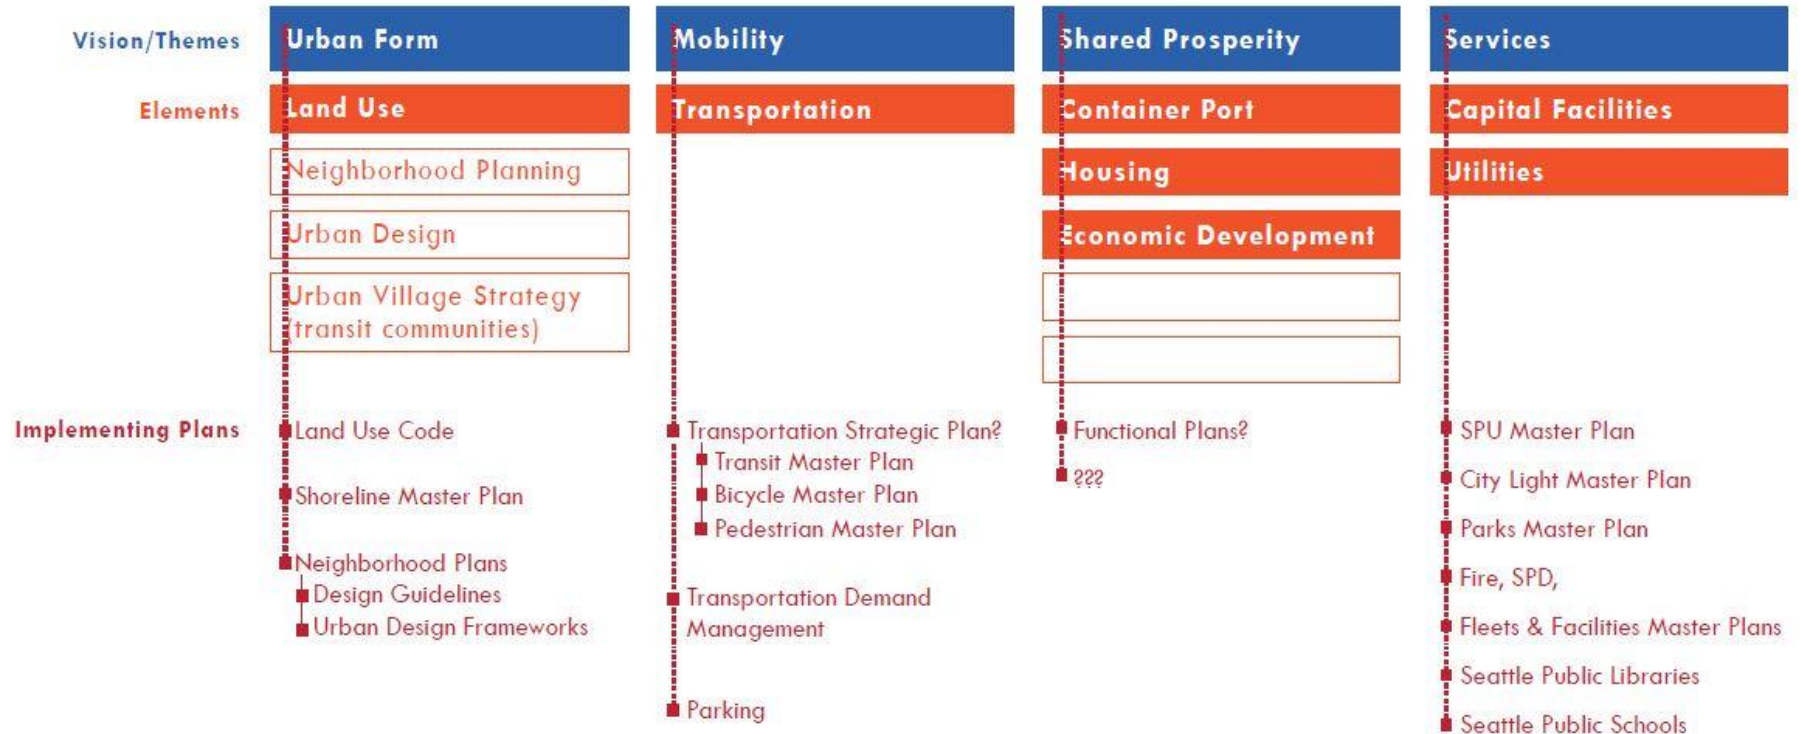 Vision/Themes
Urban Form
Mobility
Shared Prosperity
Services
Elements
Land Use
Transportation
Container Port
Capital Facilities
Neighborhood Planning
Housing
Utilities
Urban Design
Economic Development
Urban Village Strategy
(transit communities)
Implementing Plans
Land Use Code
Shoreline Master Plan
Neighborhood Plans
Design Guidelines
Urban Design Frameworks
Transportation Strategic Plan?
Transit Master Plan
Bicycle Master Plan
Pedestrian Master Plan
Transportation Demand
Management
Parking
Functional Plans?
???
SPU Master Plan
City Light Master Plan
Parks Master Plan
Fire, SPD,
Fleets & Facilities Master Plans
Seattle Public Libraries
Seattle Public Schools